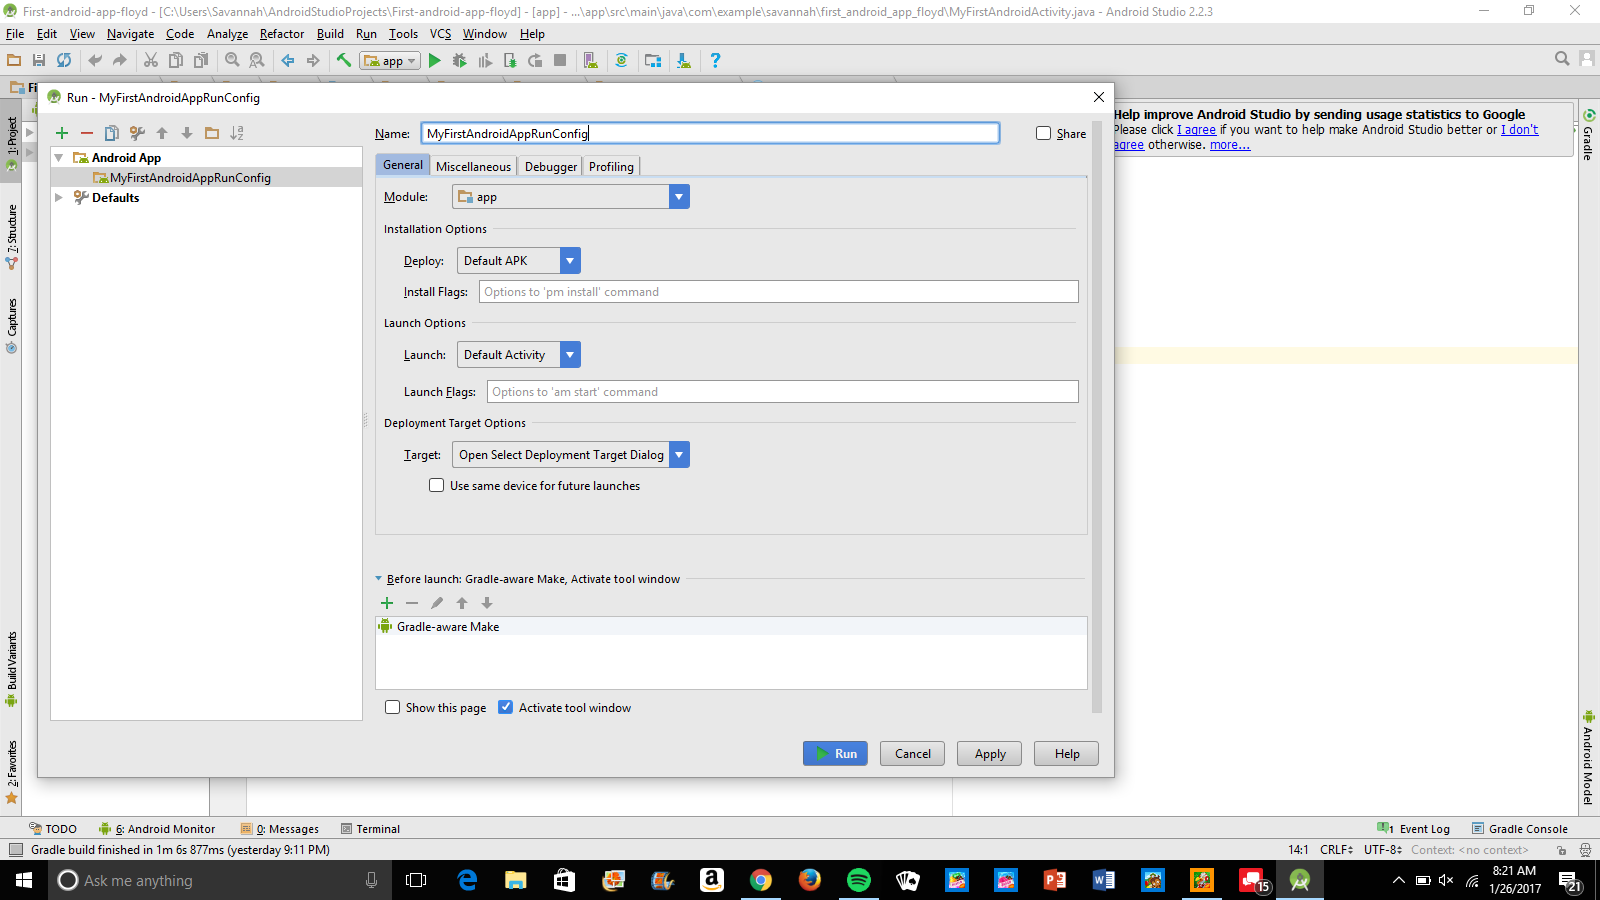 First-android-app-floyd - [C:\Users\Savannah\AndroidStudioProjects\First-android-app-floyd] - [app] - ...\app\src\main\java\com\example\savannah\first_android_app_floyd\MyFirstAndroidActivity.java - Android Studio 2.2.3
File Edit View Navigate Code Analyze Refactor Build Run Tools VCS Window Help
app
Fi
Run - MyFirstAndroidAppRunConfig
Help improve Android Studio by sending usage statistics to Google
Please click I agree if you want to help make Android Studio better or I don't
agree otherwise. more...
1: Project
7: Structure
Captures
Build Variants
2: Favorites
Gradle
Android Model
Android App
MyFirstAndroidAppRunConfig
Defaults
Name: MyFirstAndroidAppRunConfig Share
General Miscellaneous Debugger Profiling
Module: app
Installation Options
Deploy: Default APK
Install Flags: Options to 'pm install' command
Launch Options
Launch: Default Activity
Launch Flags: Options to 'am start' command
Deployment Target Options
Target: Open Select Deployment Target Dialog
Use same device for future launches
Before launch: Gradle-aware Make, Activate tool window
Gradle-aware Make
Show this page Activate tool window
Run Cancel Apply Help
TODO 6: Android Monitor 0: Messages Terminal 1 Event Log Gradle Console
Gradle build finished in 1m 6s 877ms (yesterday 9:11 PM) 14:1 CRLF UTF-8 Context: <no context>
Ask me anything 15 8:21 AM
1/26/2017 21